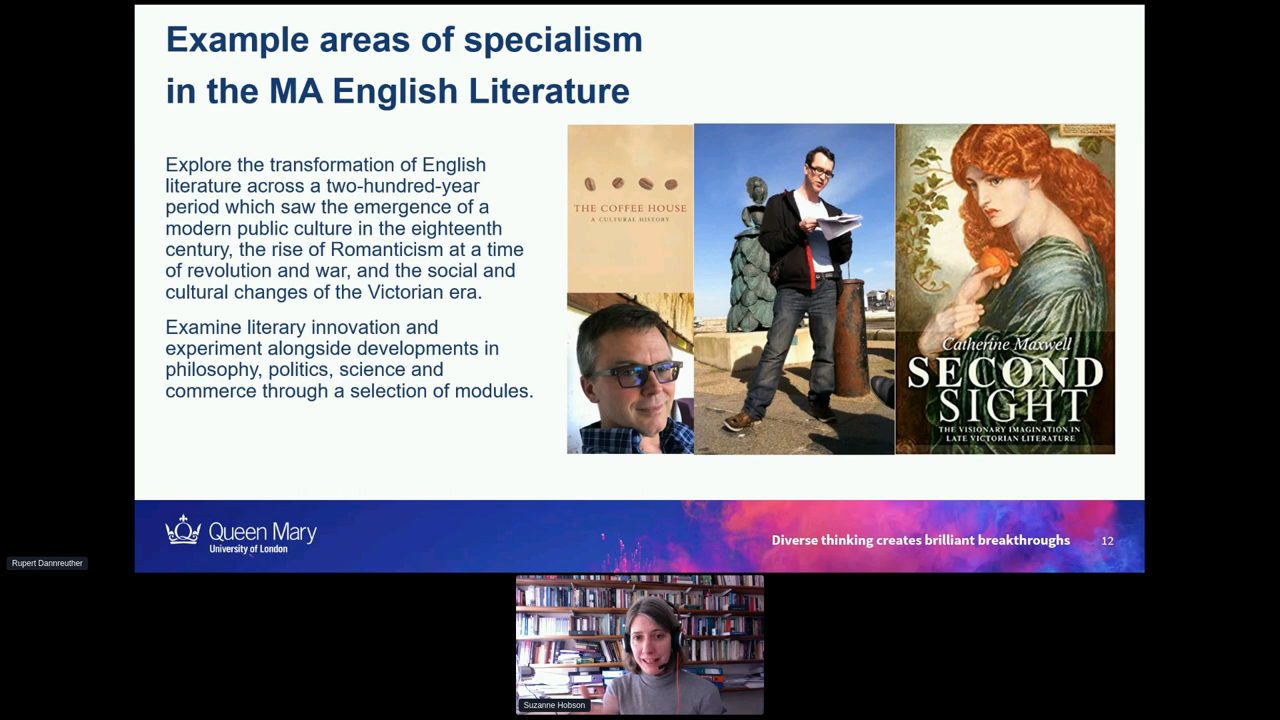 Example areas of specialism
in the MA English Literature
Explore the transformation of English
literature across a two-hundred-year
period which saw the emergence of a
modern public culture in the eighteenth
century, the rise of Romanticism at a time
of revolution and war, and the social and
cultural changes of the Victorian era.
Examine literary innovation and
experiment alongside developments in
philosophy, politics, science and
commerce through a selection of modules.
THE COFFEE HOUSE
A CULTURAL HISTORY
Catherine Maxwell
SECOND
SIGHT
THE VISIONARY IMAGINATION IN
LATE VICTORIAN LITERATURE
Queen Mary
University of London
Diverse thinking creates brilliant breakthroughs
12
Rupert Dannreuther
Suzanne Hobson